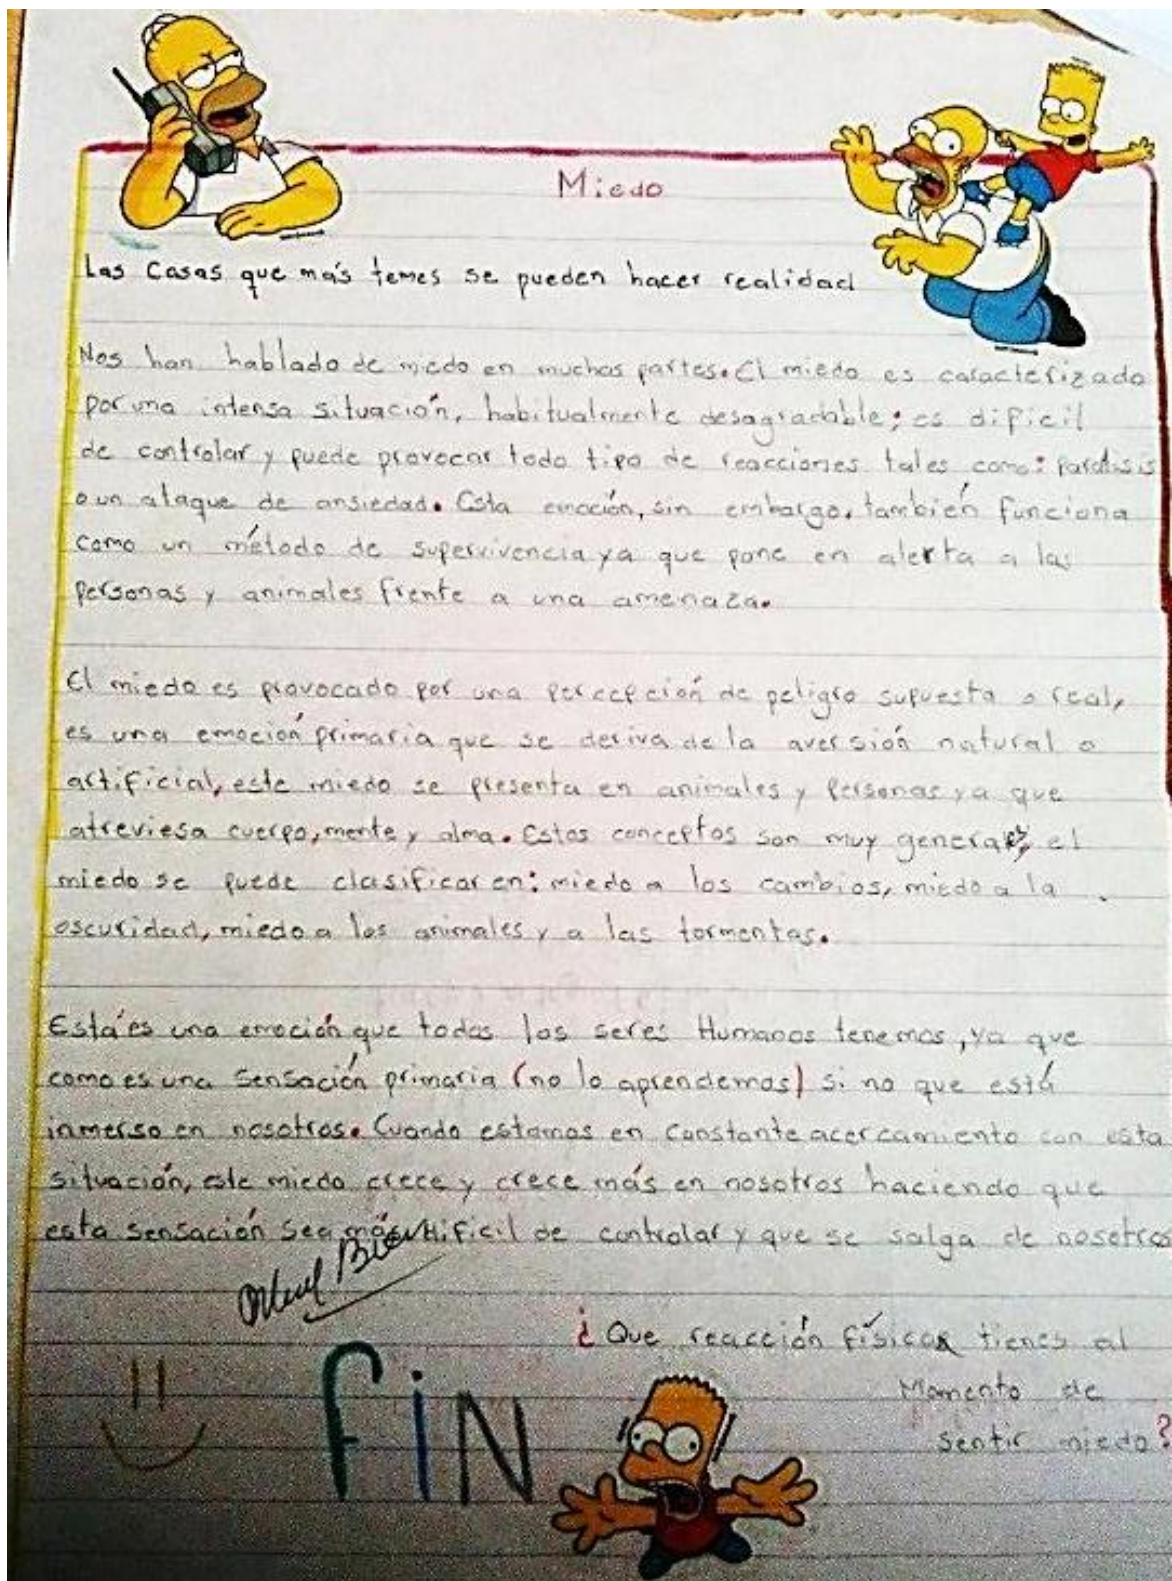 Miedo
Las Cosas que más temes se pueden hacer realidad
Nos han hablado de miedo en muchas partes. El miedo es caracterizado
por una intensa situación, habitualmente desagradable; es dificil
de controlar y puede provocar todo tipo de reacciones tales como: Paralisis
o un ataque de ansiedad. Esta emoción, sin embargo, también funciona
como un método de supervivencia ya que pone en alerta a las
personas y animales frente a una amenaza.
El miedo es provocado por una percepción de peligro supuesta o real,
es una emoción primaria que se deriva de la aversión natural o
artificial, este miedo se presenta en animales y Personas ya que
atreviesa cuerpo, mente y alma. Estos conceptos son muy generales, el
miedo se puede clasificar en: miedo a los cambios, miedo a la
oscuridad, miedo a los animales y a las tormentas.
Está es una emoción que todos los seres Humanos tenemos, ya que
como es una Sensación primaria (no lo aprendemos) si no que está
inmerso en nosotros. Cuando estamos en constante acercamiento con esta
situación, este miedo crece y crece más en nosotros haciendo que
esta sensación sea más dificil de controlar y que se salga de nosotros
¿Que reacción física tienes al
Momento de
Sentir miedo?
FiN